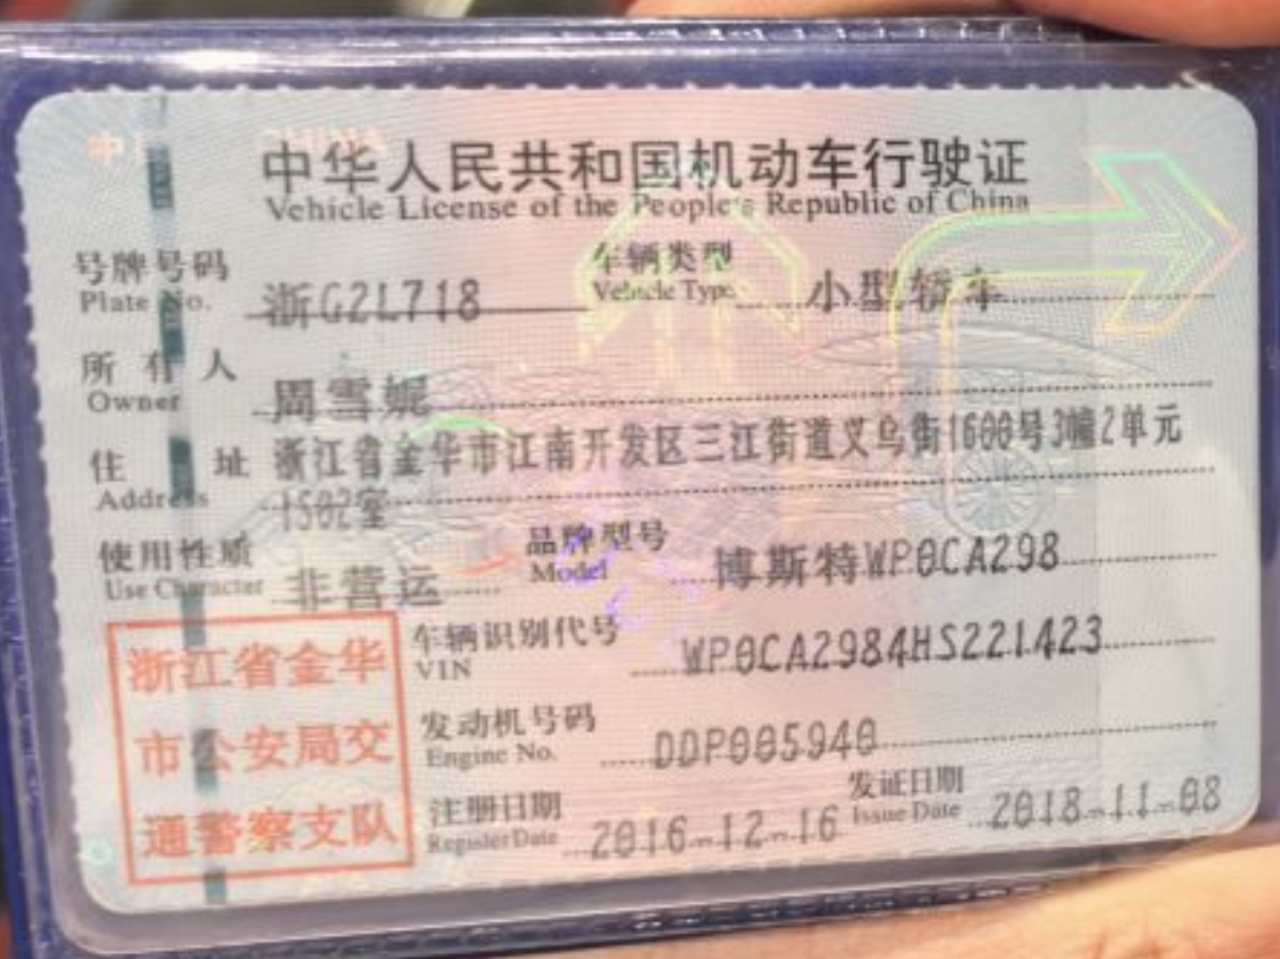 中华人民共和国机动车行驶证
Vehicle License of the People's Republic of China
号牌号码 浙G2L718 车辆类型 小型轿车
Plate No. Vehicle Type
所有人 周雪妮
Owner
住址 浙江省金华市江南开发区三江街道义乌街1600号3幢2单元
Address 1502室
使用性质 非营运 品牌型号 博斯特WP0CA298
Use Character Model
浙江省金华
市公安局交
通警察支队
车辆识别代号 WP0CA2984HS221423
VIN
发动机号码 DDP005940
Engine No.
注册日期 2016-12-16 发证日期 2018-11-08
Register Date Issue Date
CHINA